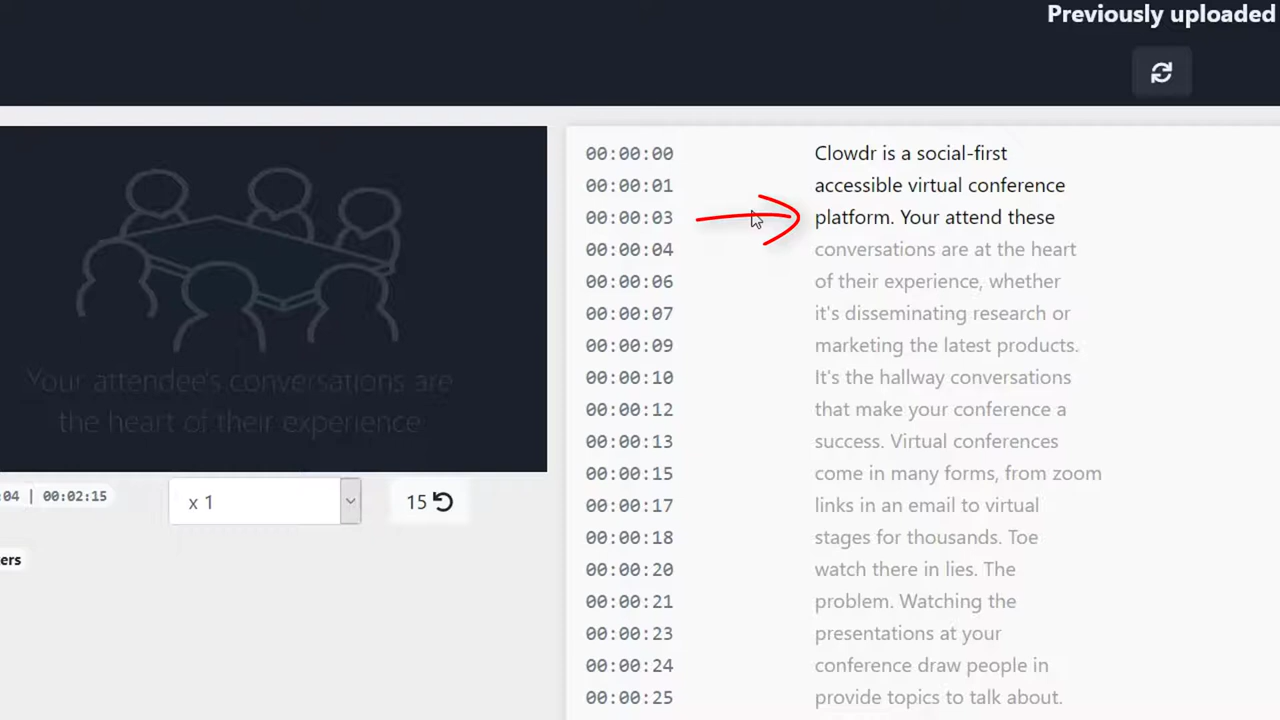 Previously uploaded
00:00:00 Clowdr is a social-first
00:00:01 accessible virtual conference
00:00:03 platform. Your attend these
00:00:04 conversations are at the heart
00:00:06 of their experience, whether
00:00:07 it's disseminating research or
00:00:09 marketing the latest products.
00:00:10 It's the hallway conversations
00:00:12 that make your conference a
00:00:13 success. Virtual conferences
00:00:15 come in many forms, from zoom
00:00:17 links in an email to virtual
00:00:18 stages for thousands. Toe
00:00:20 watch there in lies. The
00:00:21 problem. Watching the
00:00:23 presentations at your
00:00:24 conference draw people in
00:00:25 provide topics to talk about.
Your attendee's conversations are
the heart of their experience
:04 | 00:02:15
x 1
15
ers